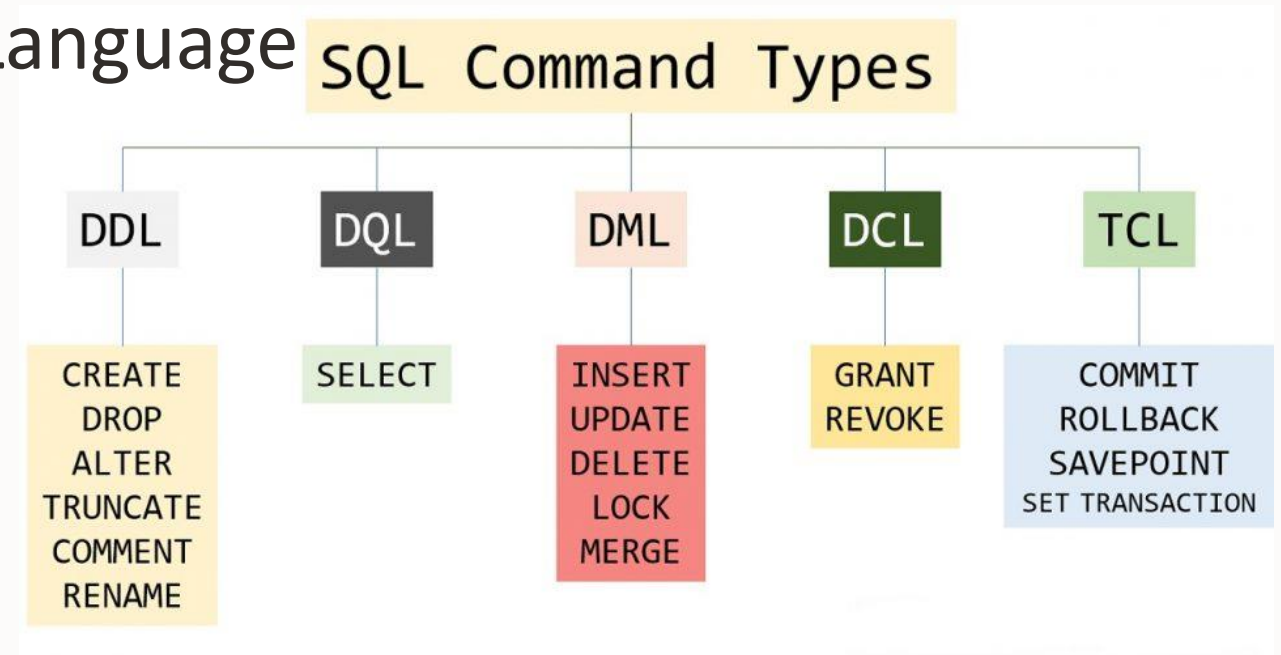 Language
SQL Command Types
DDL
DQL
DML
DCL
TCL
CREATE
DROP
ALTER
TRUNCATE
COMMENT
RENAME
SELECT
INSERT
UPDATE
DELETE
LOCK
MERGE
GRANT
REVOKE
COMMIT
ROLLBACK
SAVEPOINT
SET TRANSACTION